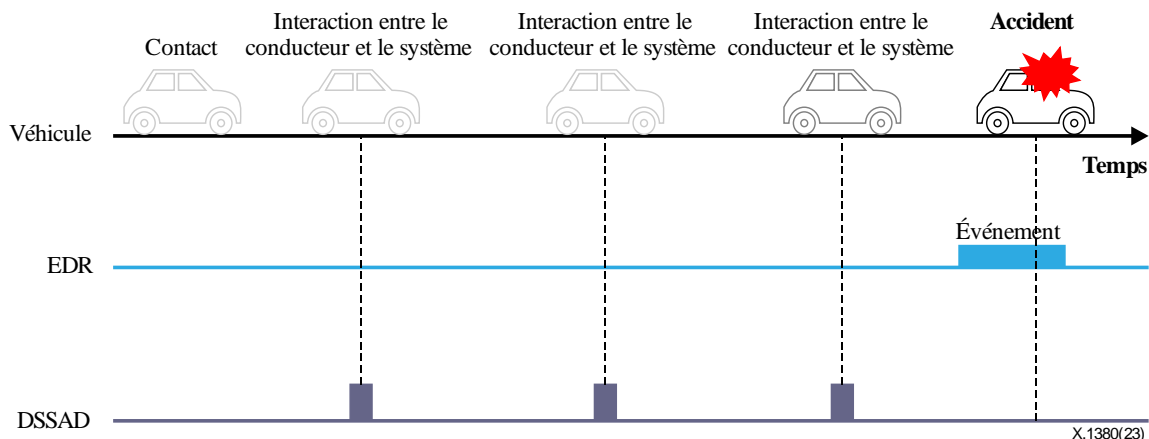 Contact
Interaction entre le
conducteur et le système
Interaction entre le
conducteur et le système
Interaction entre le
conducteur et le système
Accident
Véhicule
Temps
Événement
EDR
DSSAD
X.1380(23)